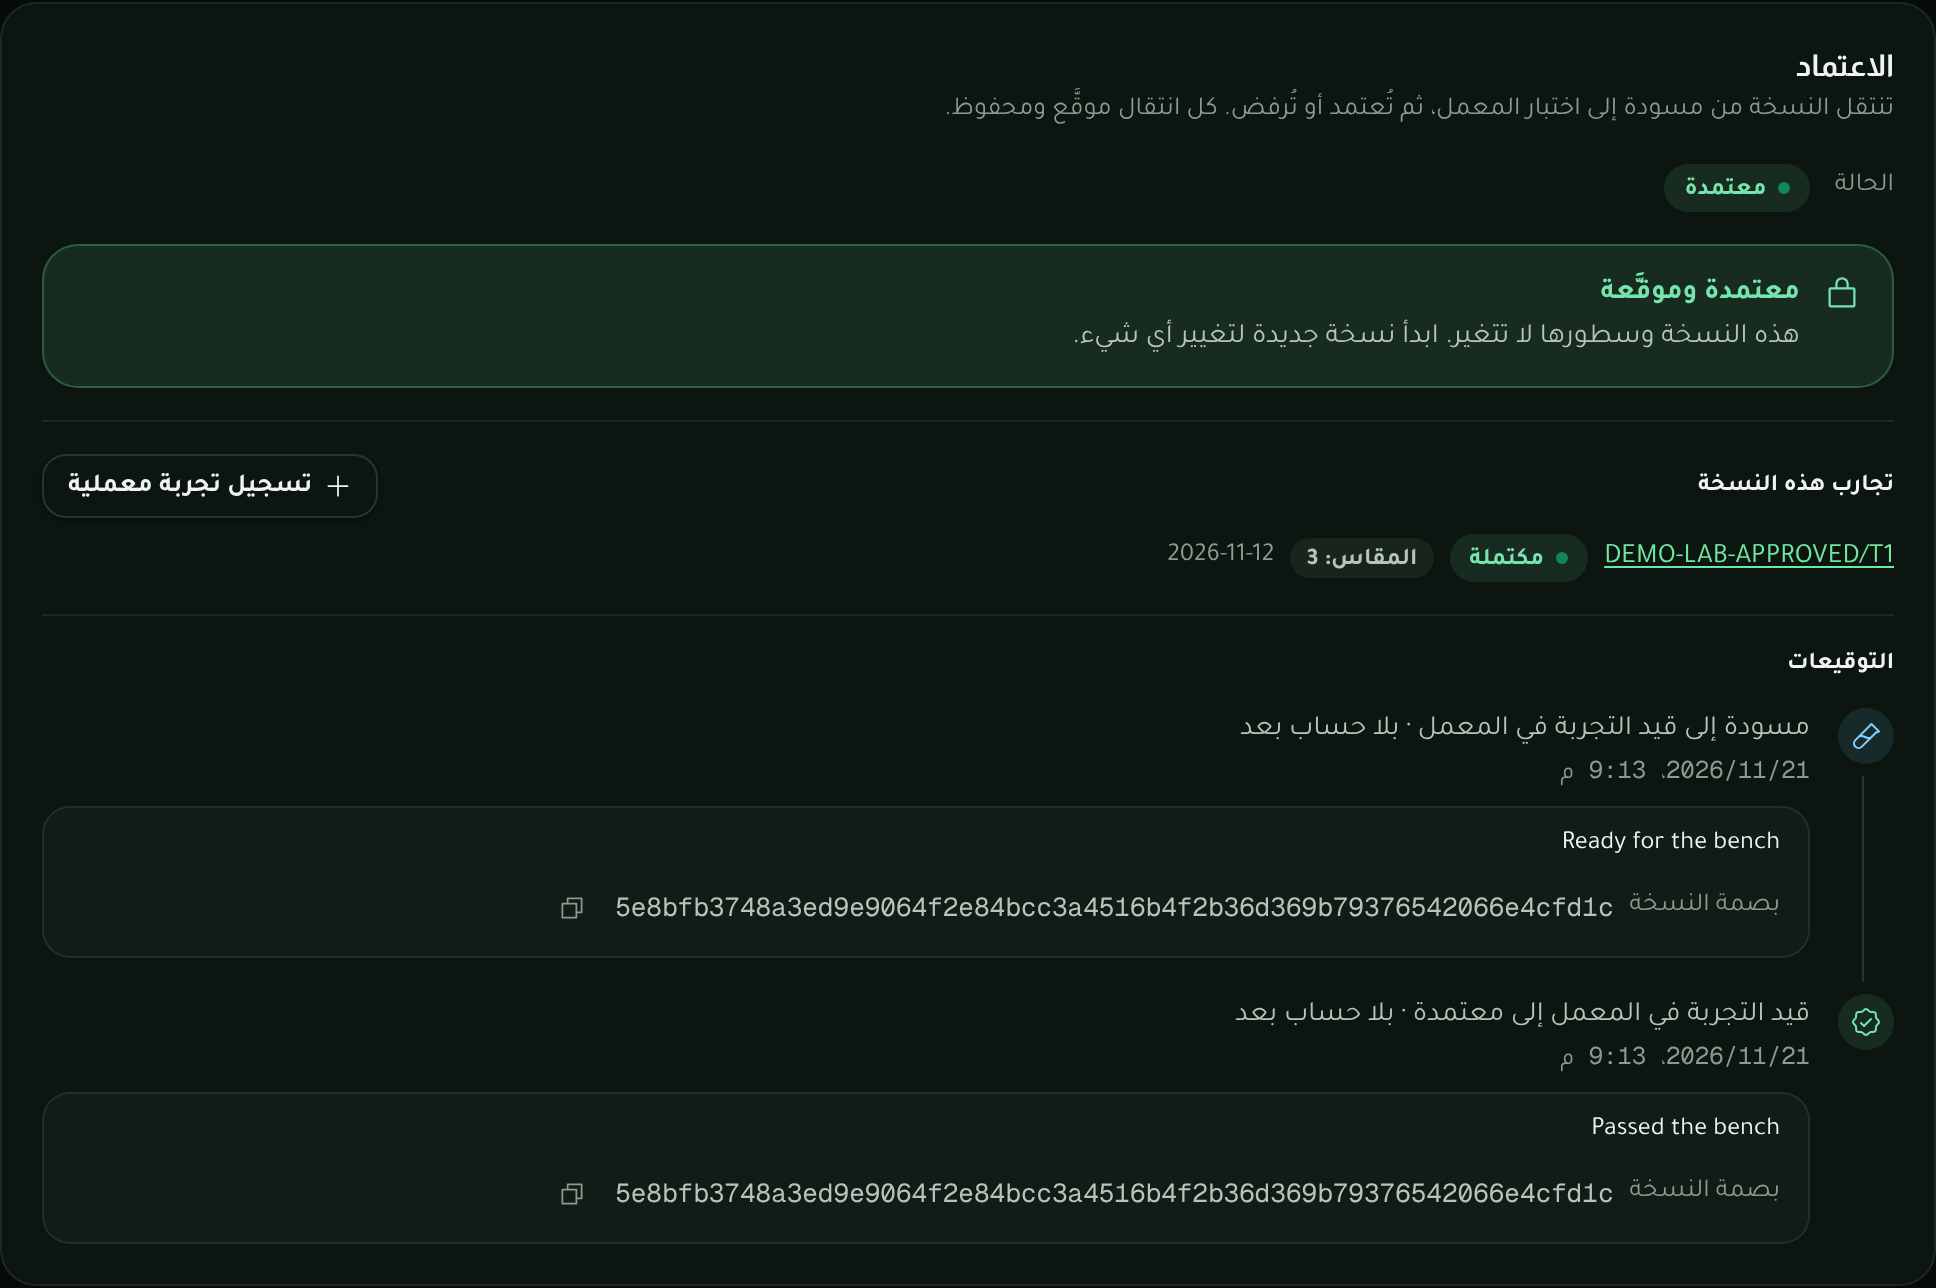 الاعتماد
تنتقل النسخة من مسودة إلى اختبار المعمل، ثم تُعتمد أو تُرفض. كل انتقال موقَّع ومحفوظ.
الحالة
معتمدة
معتمدة وموقَّعة
هذه النسخة وسطورها لا تتغير. ابدأ نسخة جديدة لتغيير أي شيء.
تجارب هذه النسخة
تسجيل تجربة معملية
DEMO-LAB-APPROVED/T1 مكتملة المقاس: 3 2026-11-12
التوقيعات
مسودة إلى قيد التجربة في المعمل · بلا حساب بعد
2026/11/21، 9:13 م
Ready for the bench
بصمة النسخة 5e8bfb3748a3ed9e9064f2e84bcc3a4516b4f2b36d369b79376542066e4cfd1c
قيد التجربة في المعمل إلى معتمدة · بلا حساب بعد
2026/11/21، 9:13 م
Passed the bench
بصمة النسخة 5e8bfb3748a3ed9e9064f2e84bcc3a4516b4f2b36d369b79376542066e4cfd1c